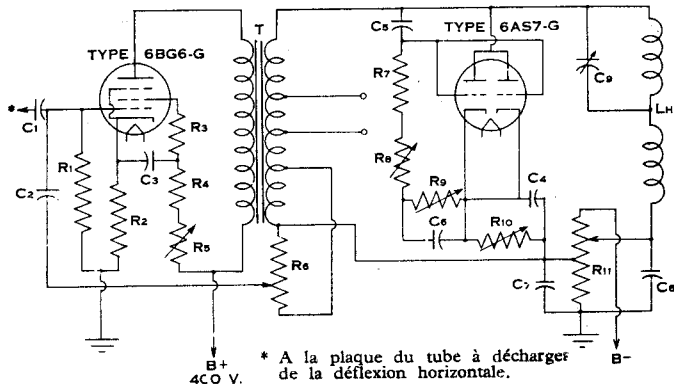 TYPE 6BG6-G
T
C5
TYPE 6AS7-G
C9
LH
R7
*
C1
R3
R8
R1
C2
C3
R4
R9
C4
R2
R5
C6
R10
R6
R11
C7
C8
B+
400 V.
B-
* A la plaque du tube à décharge
de la déflexion horizontale.